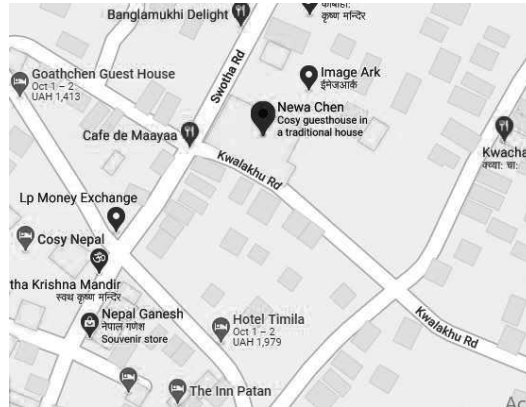 Banglamukhi Delight
कृष्ण मन्दिर
Goathchen Guest House
Oct 1 – 2
UAH 1,413
Swotha Rd
Image Ark
ईमेजआर्क
Newa Chen
Cosy guesthouse in
a traditional house
Cafe de Maayaa
Kwalakhu Rd
Kwacha
Lp Money Exchange
Cosy Nepal
tha Krishna Mandir
स्वथ कृष्ण मन्दिर
Nepal Ganesh
नेपाल गणेश
Souvenir store
Hotel Timila
Oct 1 – 2
UAH 1,979
Kwalakhu Rd
The Inn Patan